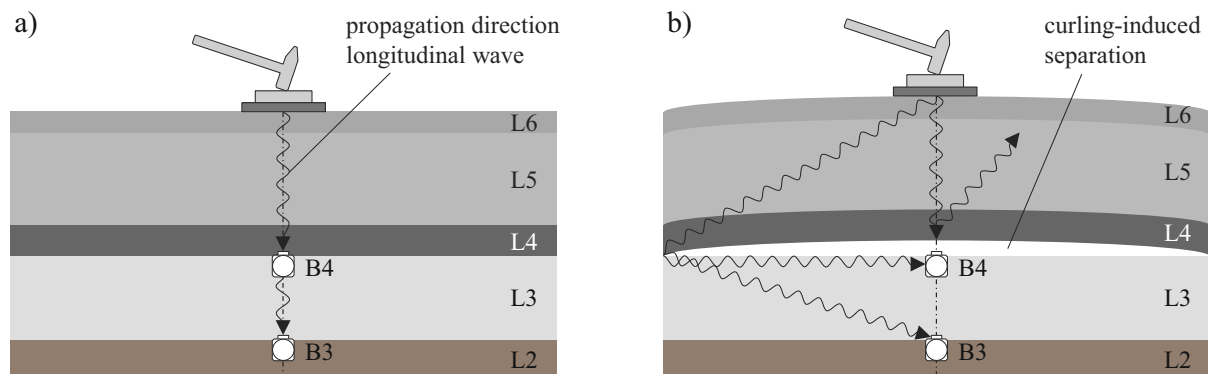 a)
propagation direction
longitudinal wave
L6
L5
L4
B4
L3
B3
L2
b)
curling-induced
separation
L6
L5
L4
B4
L3
B3
L2